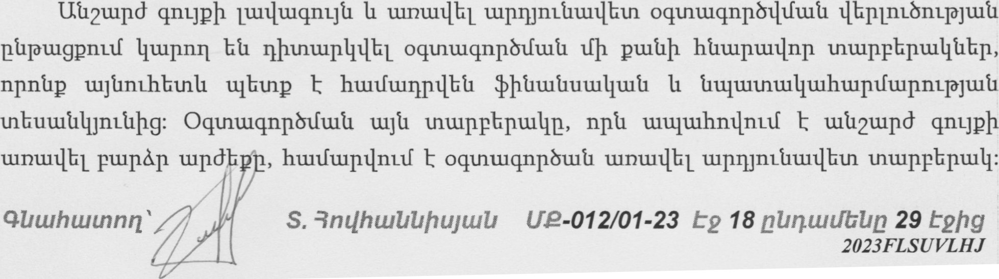 Անշարժ գույքի լավագույն և առավել արդյունավետ օգտագործվման վերլուծության
ընթացքում կարող են դիտարկվել օգտագործման մի քանի հնարավոր տարբերակներ,
որոնք այնուհետև պետք է համադրվեն ֆինանսական և նպատակահարմարության
տեսանկյունից: Օգտագործման այն տարբերակը, որն ապահովում է անշարժ գույքի
առավել բարձր արժեքը, համարվում է օգտագործան առավել արդյունավետ տարբերակ:
Գնահատող՝ Տ. Հովհաննիսյան ՄՔ-012/01-23 Էջ 18 ընդամենը 29 էջից
2023FLSUVLHJ